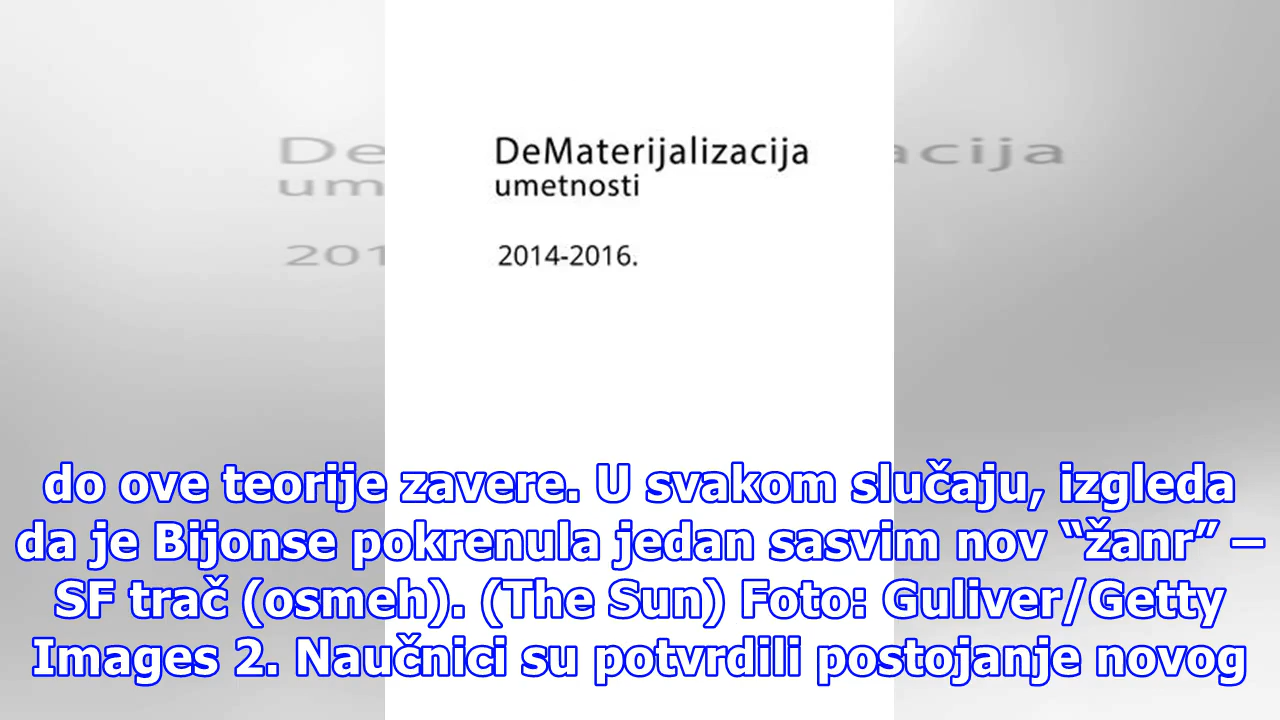 DeMaterijalizacija
umetnosti
2014-2016.
do ove teorije zavere. U svakom slučaju, izgleda
da je Bijonse pokrenula jedan sasvim nov “žanr” –
SF trač (osmeh). (The Sun) Foto: Guliver/Getty
Images 2. Naučnici su potvrdili postojanje novog